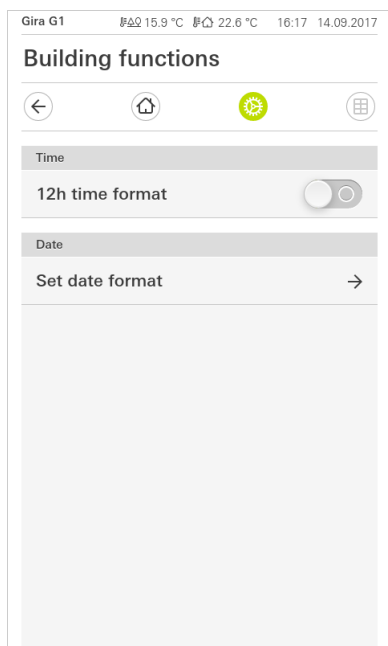 Gira G1 15.9 °C 22.6 °C 16:17 14.09.2017
Building functions
Time
12h time format
Date
Set date format